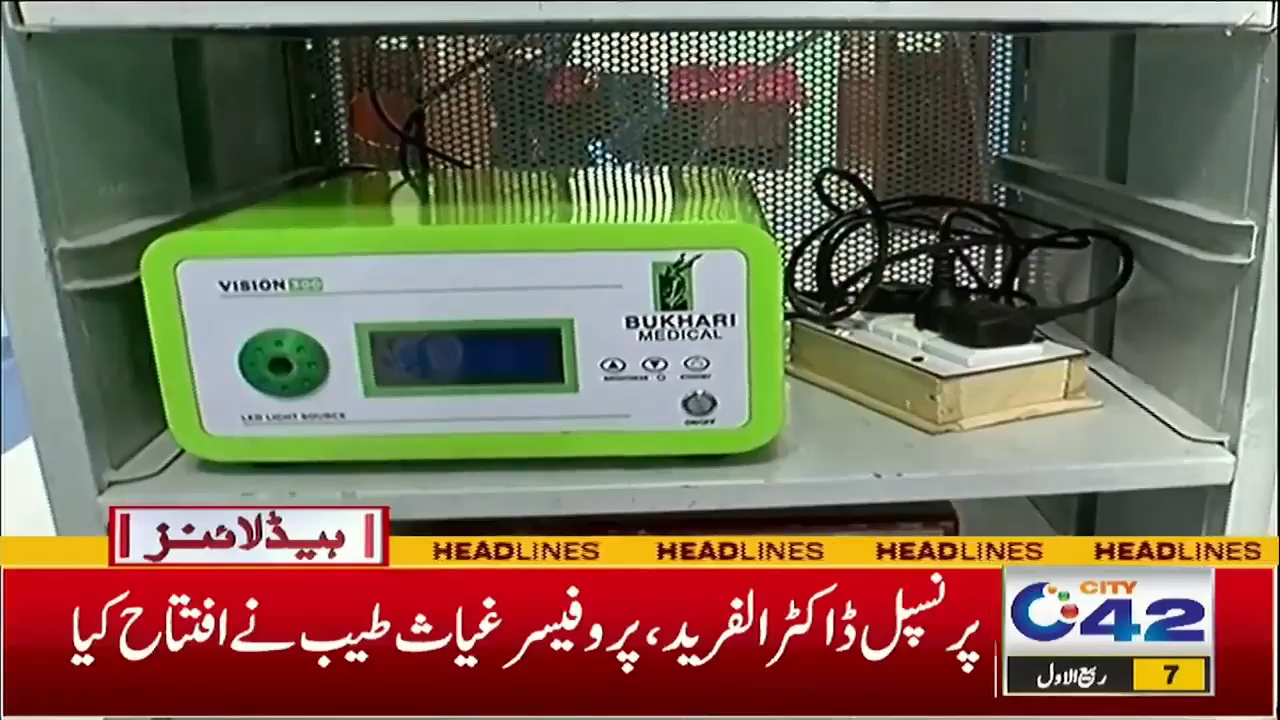 VISION 300
BUKHARI
MEDICAL
LED LIGHT SOURCE
ON/OFF
ہیڈلائنز
HEADLINES HEADLINES HEADLINES HEADLINES
پرنسپل ڈاکٹر الفرید، پروفیسر غیاث طیب نے افتتاح کیا
CITY
42
7 ربیع الاول